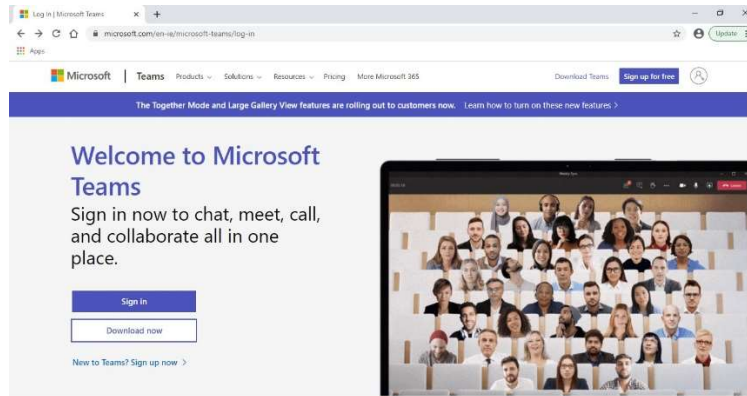 Log in | Microsoft Teams
microsoft.com/en-ie/microsoft-teams/log-in
Update
Apps
Microsoft | Teams Products Solutions Resources Pricing More Microsoft 365 Download Teams Sign up for free
The Together Mode and Large Gallery View features are rolling out to customers now. Learn how to turn on these new features >
Welcome to Microsoft
Teams
Sign in now to chat, meet, call,
and collaborate all in one
place.
Sign in
Download now
New to Teams? Sign up now >